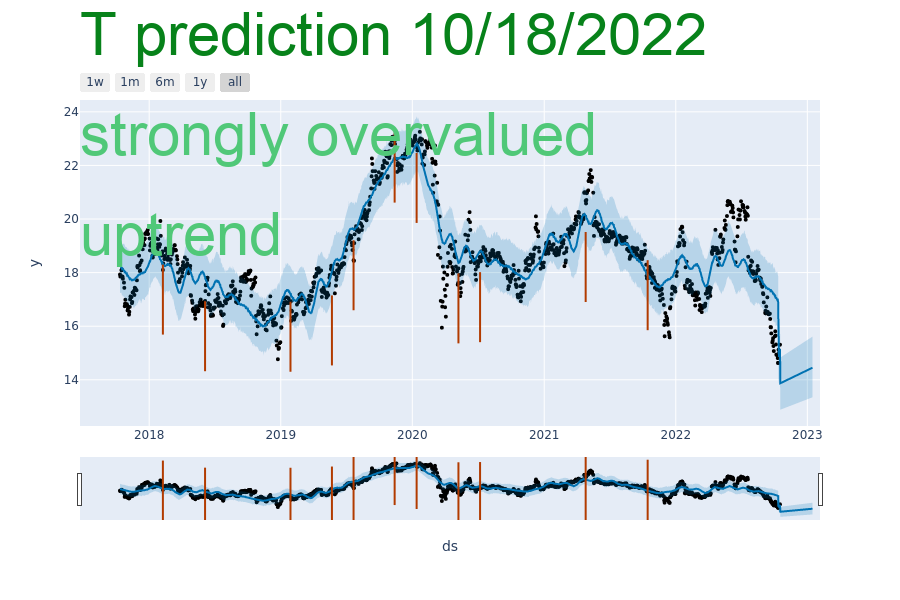 T prediction 10/18/2022
1w 1m 6m 1y all
strongly overvalued
uptrend
24
22
20
18
16
14
y
2018 2019 2020 2021 2022 2023
ds